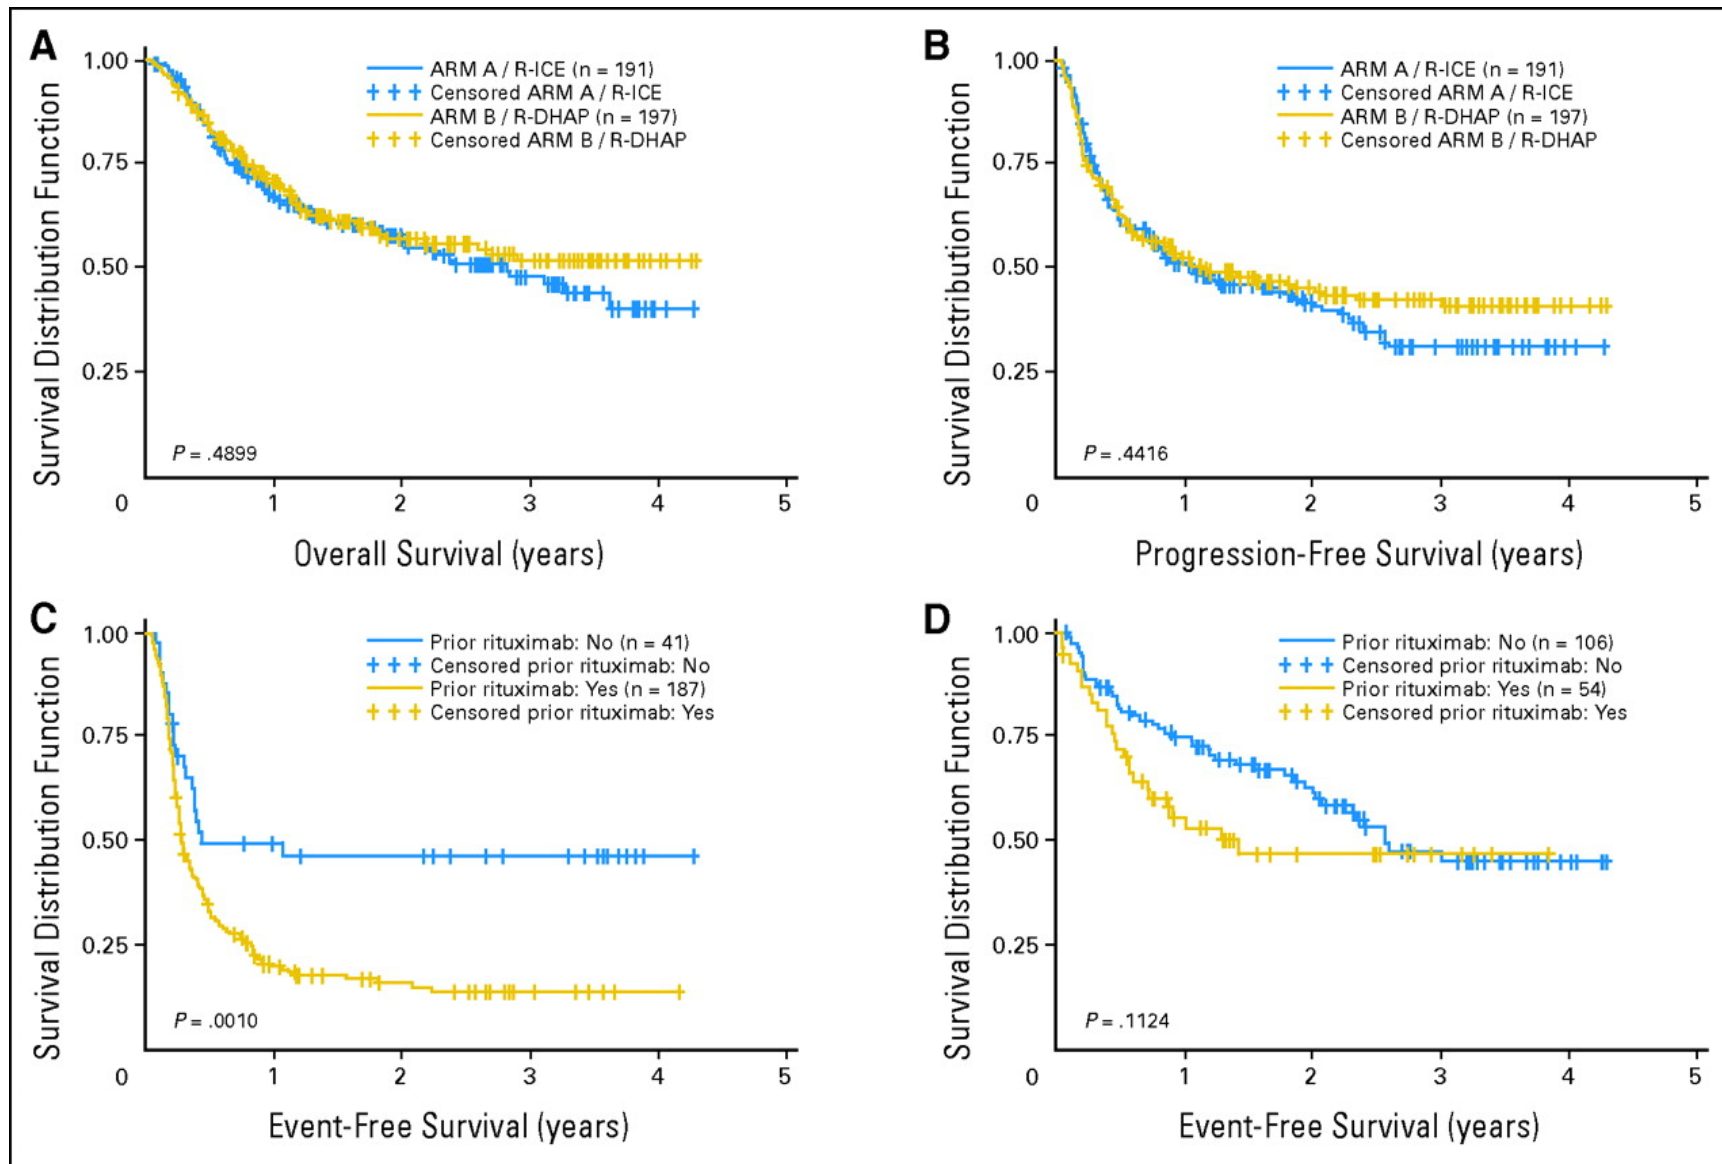 A
1.00
0.75
0.50
0.25
0
Survival Distribution Function
ARM A / R-ICE (n = 191)
Censored ARM A / R-ICE
ARM B / R-DHAP (n = 197)
Censored ARM B / R-DHAP
P = .4899
1 2 3 4 5
Overall Survival (years)
B
1.00
0.75
0.50
0.25
0
Survival Distribution Function
ARM A / R-ICE (n = 191)
Censored ARM A / R-ICE
ARM B / R-DHAP (n = 197)
Censored ARM B / R-DHAP
P = .4416
1 2 3 4 5
Progression-Free Survival (years)
C
1.00
0.75
0.50
0.25
0
Survival Distribution Function
Prior rituximab: No (n = 41)
Censored prior rituximab: No
Prior rituximab: Yes (n = 187)
Censored prior rituximab: Yes
P = .0010
1 2 3 4 5
Event-Free Survival (years)
D
1.00
0.75
0.50
0.25
0
Survival Distribution Function
Prior rituximab: No (n = 106)
Censored prior rituximab: No
Prior rituximab: Yes (n = 54)
Censored prior rituximab: Yes
P = .1124
1 2 3 4 5
Event-Free Survival (years)